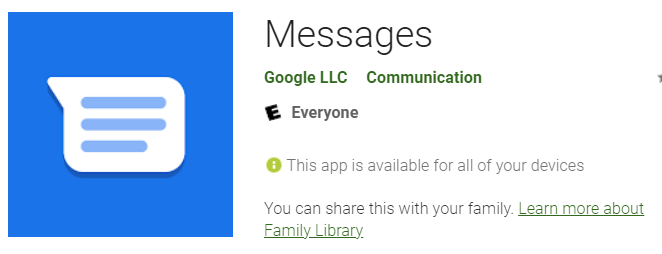 Messages
Google LLC Communication
E Everyone
This app is available for all of your devices
You can share this with your family. Learn more about
Family Library